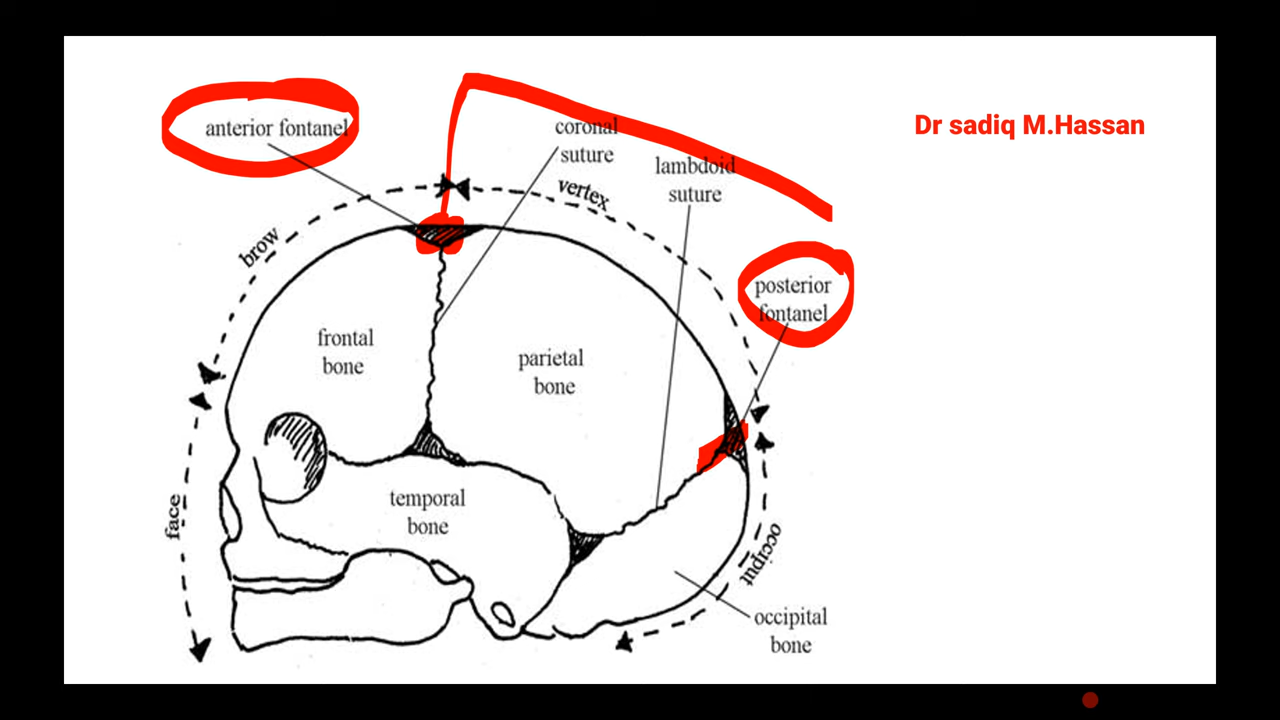 Dr sadiq M.Hassan
anterior fontanel
coronal
suture
lambdoid
suture
vertex
brow
posterior
fontanel
frontal
bone
parietal
bone
temporal
bone
face
occiput
occipital
bone